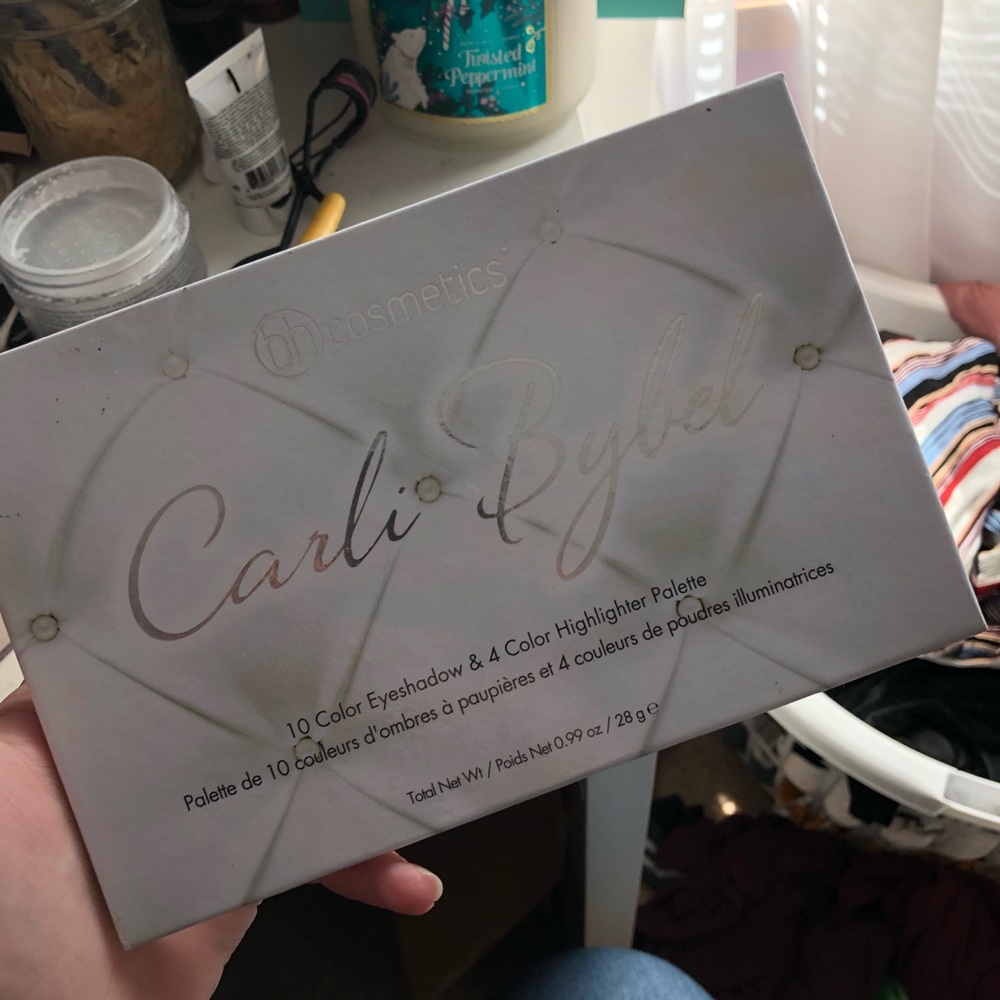 Twisted
Peppermint
bh cosmetics
Carli Bybel
10 Color Eyeshadow & 4 Color Highlighter Palette
Palette de 10 couleurs d'ombres à paupières et 4 couleurs de poudres illuminatrices
Total Net Wt / Poids Net 0.99 oz / 28 g e